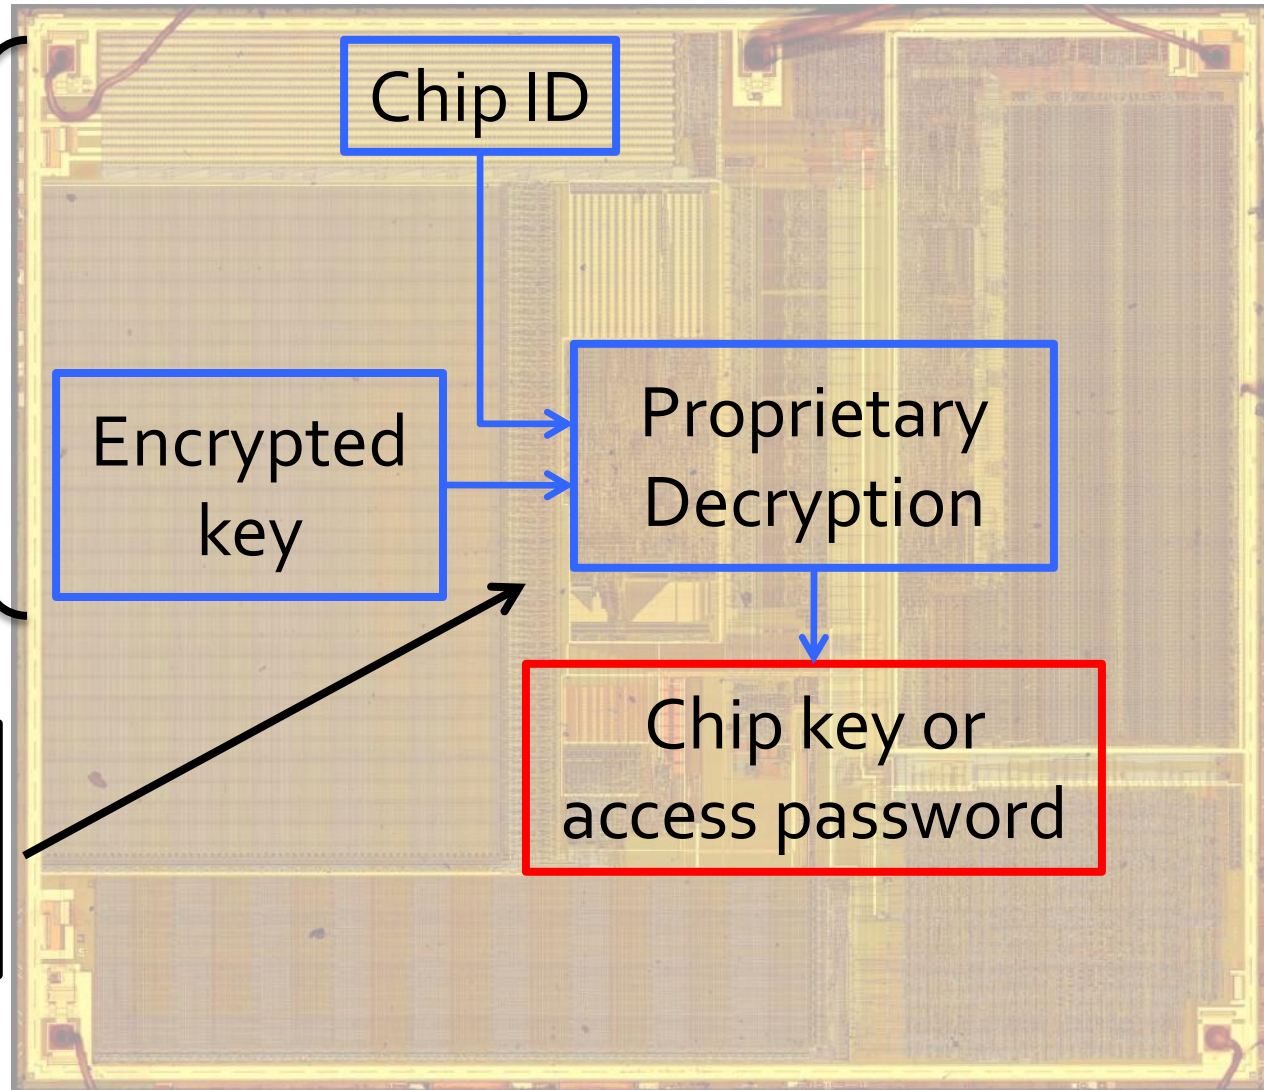 Chip ID
Encrypted
key
Proprietary
Decryption
Chip key or
access password